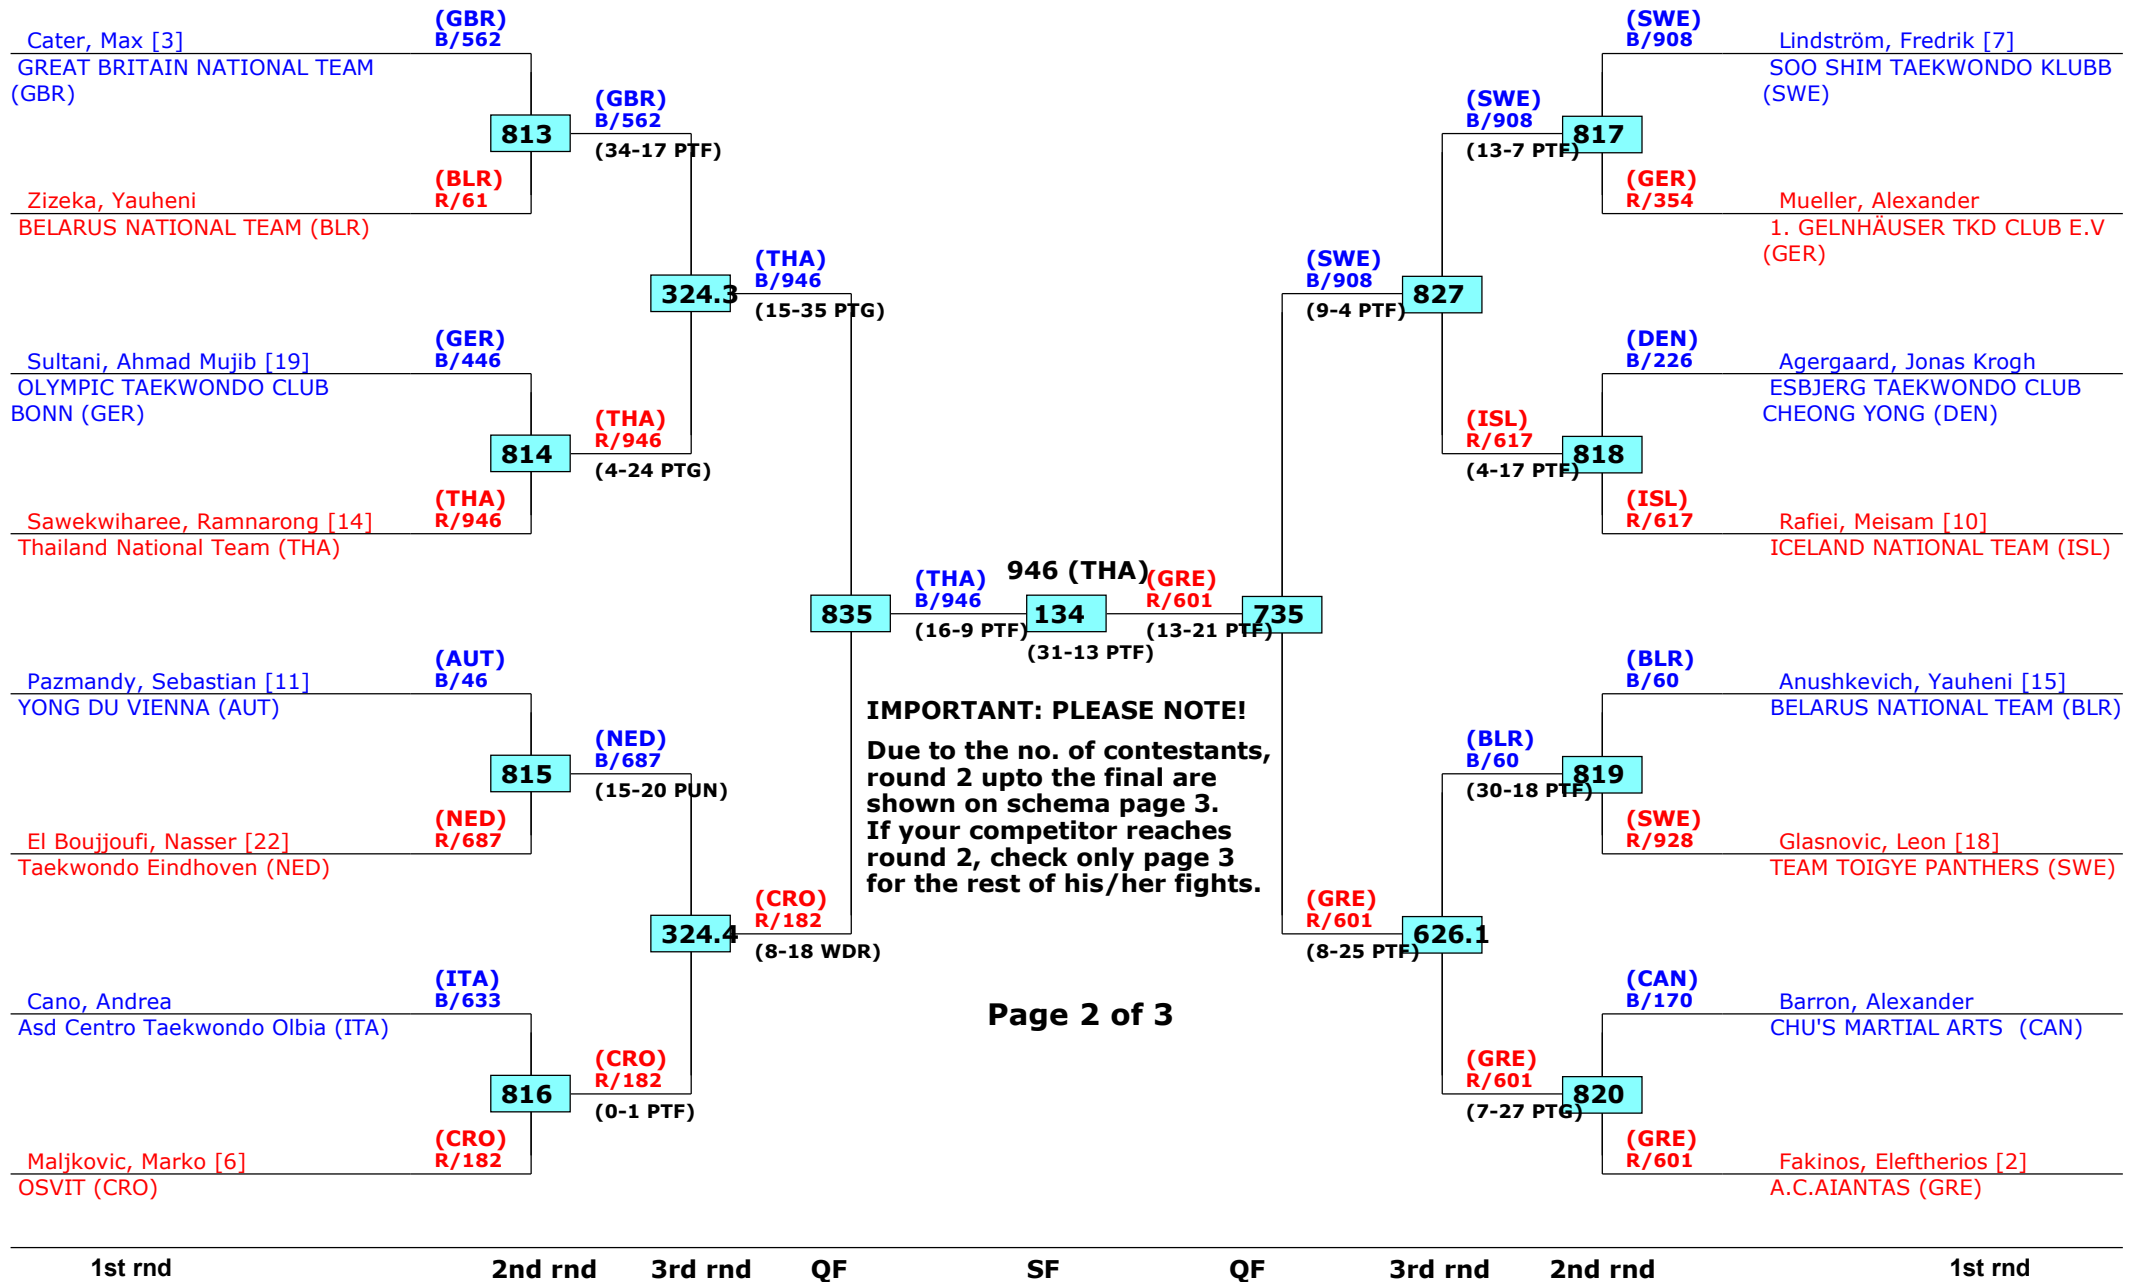 (GBR)
Cater, Max [3] B/562
GREAT BRITAIN NATIONAL TEAM
(GBR)
813
(GBR)
B/562
(34-17 PTF)
(BLR)
Zizeka, Yauheni R/61
BELARUS NATIONAL TEAM (BLR)
324.3
(THA)
B/946
(15-35 PTG)
(GER)
Sultani, Ahmad Mujib [19] B/446
OLYMPIC TAEKWONDO CLUB
BONN (GER)
814
(THA)
R/946
(4-24 PTG)
(THA)
Sawekwiharee, Ramnarong [14] R/946
Thailand National Team (THA)
835
(THA)
B/946
(16-9 PTF)
(AUT)
Pazmandy, Sebastian [11] B/46
YONG DU VIENNA (AUT)
815
(NED)
B/687
(15-20 PUN)
(NED)
El Boujjoufi, Nasser [22] R/687
Taekwondo Eindhoven (NED)
324.4
(CRO)
R/182
(8-18 WDR)
(ITA)
Cano, Andrea B/633
Asd Centro Taekwondo Olbia (ITA)
816
(CRO)
R/182
(0-1 PTF)
(CRO)
Maljkovic, Marko [6] R/182
OSVIT (CRO)
946 (THA)
134
(31-13 PTF)
IMPORTANT: PLEASE NOTE!
Due to the no. of contestants,
round 2 upto the final are
shown on schema page 3.
If your competitor reaches
round 2, check only page 3
for the rest of his/her fights.
Page 2 of 3
(SWE)
B/908 Lindström, Fredrik [7]
SOO SHIM TAEKWONDO KLUBB
(SWE)
(SWE)
B/908
(13-7 PTF)
817
(GER)
R/354 Mueller, Alexander
1. GELNHÄUSER TKD CLUB E.V
(GER)
(SWE)
B/908
(9-4 PTF)
827
(DEN)
B/226 Agergaard, Jonas Krogh
ESBJERG TAEKWONDO CLUB
CHEONG YONG (DEN)
(ISL)
R/617
(4-17 PTF)
818
(ISL)
R/617 Rafiei, Meisam [10]
ICELAND NATIONAL TEAM (ISL)
(GRE)
R/601
(13-21 PTF)
735
(BLR)
B/60 Anushkevich, Yauheni [15]
BELARUS NATIONAL TEAM (BLR)
(BLR)
B/60
(30-18 PTF)
819
(SWE)
R/928 Glasnovic, Leon [18]
TEAM TOIGYE PANTHERS (SWE)
(GRE)
R/601
(8-25 PTF)
626.1
(CAN)
B/170 Barron, Alexander
CHU'S MARTIAL ARTS (CAN)
(GRE)
R/601
(7-27 PTG)
820
(GRE)
R/601 Fakinos, Eleftherios [2]
A.C.AIANTAS (GRE)
1st rnd 2nd rnd 3rd rnd QF SF QF 3rd rnd 2nd rnd 1st rnd